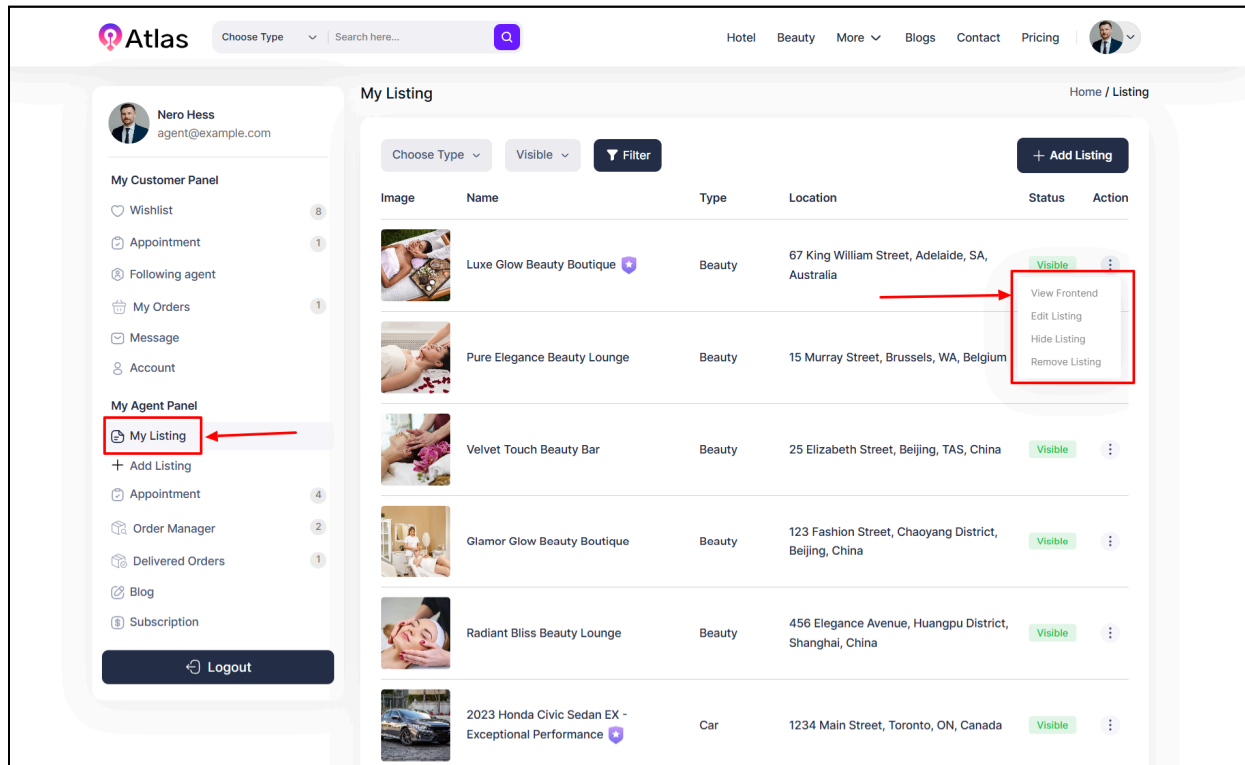 Atlas
Choose Type
Search here...
Hotel
Beauty
More
Blogs
Contact
Pricing
Nero Hess
agent@example.com
My Customer Panel
Wishlist 8
Appointment 1
Following agent
My Orders 1
Message
Account
My Agent Panel
My Listing
Add Listing
Appointment 4
Order Manager 2
Delivered Orders 1
Blog
Subscription
Logout
My Listing
Home / Listing
Choose Type
Visible
Filter
+ Add Listing
Image Name Type Location Status Action
Luxe Glow Beauty Boutique
Beauty
67 King William Street, Adelaide, SA,
Australia
Visible
View Frontend
Edit Listing
Hide Listing
Remove Listing
Pure Elegance Beauty Lounge
Beauty
15 Murray Street, Brussels, WA, Belgium
Velvet Touch Beauty Bar
Beauty
25 Elizabeth Street, Beijing, TAS, China
Visible
Glamor Glow Beauty Boutique
Beauty
123 Fashion Street, Chaoyang District,
Beijing, China
Visible
Radiant Bliss Beauty Lounge
Beauty
456 Elegance Avenue, Huangpu District,
Shanghai, China
Visible
2023 Honda Civic Sedan EX -
Exceptional Performance
Car
1234 Main Street, Toronto, ON, Canada
Visible